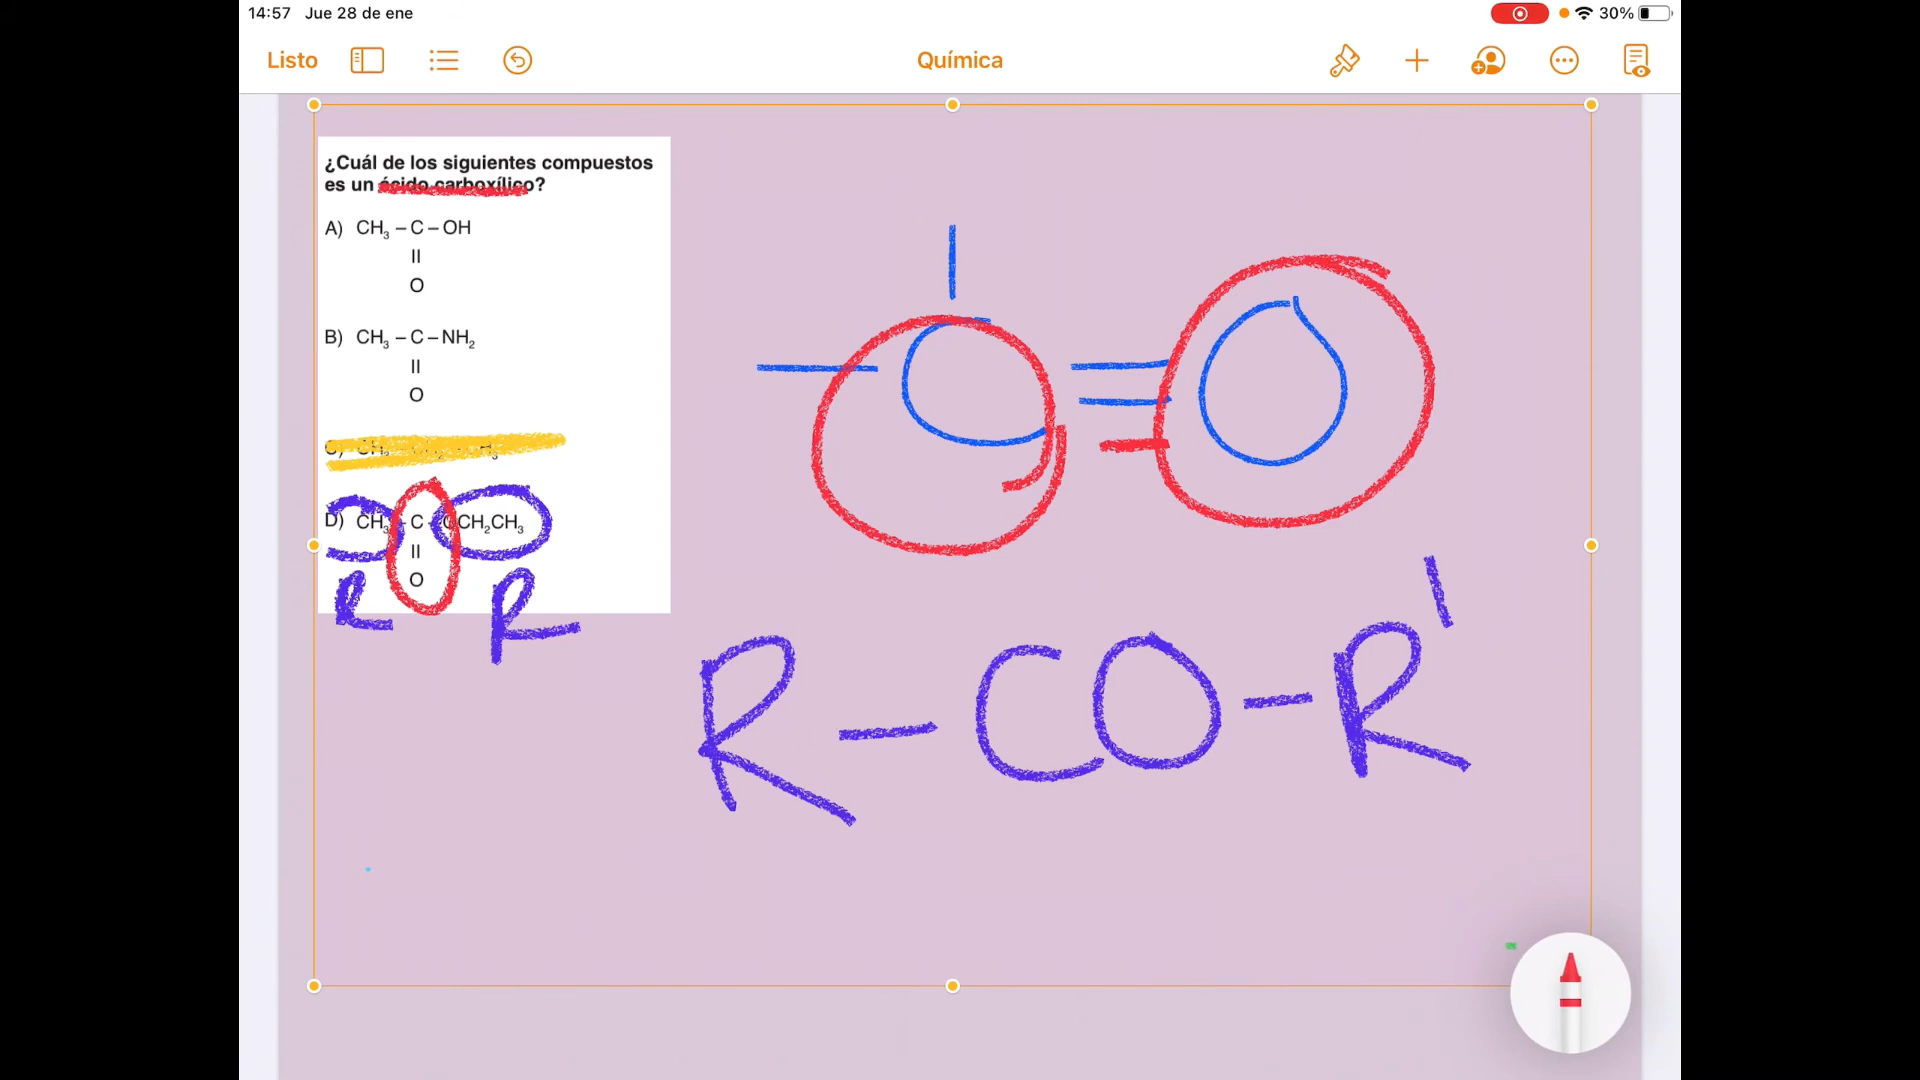 14:57 Jue 28 de ene
30%
Listo
Química
¿Cuál de los siguientes compuestos
es un ácido carboxílico?
A) CH₃ – C – OH
||
O
B) CH₃ – C – NH₂
||
O
D) CH₃ – C – OCH₂CH₃
||
O
R R
C = O
R – CO – R'